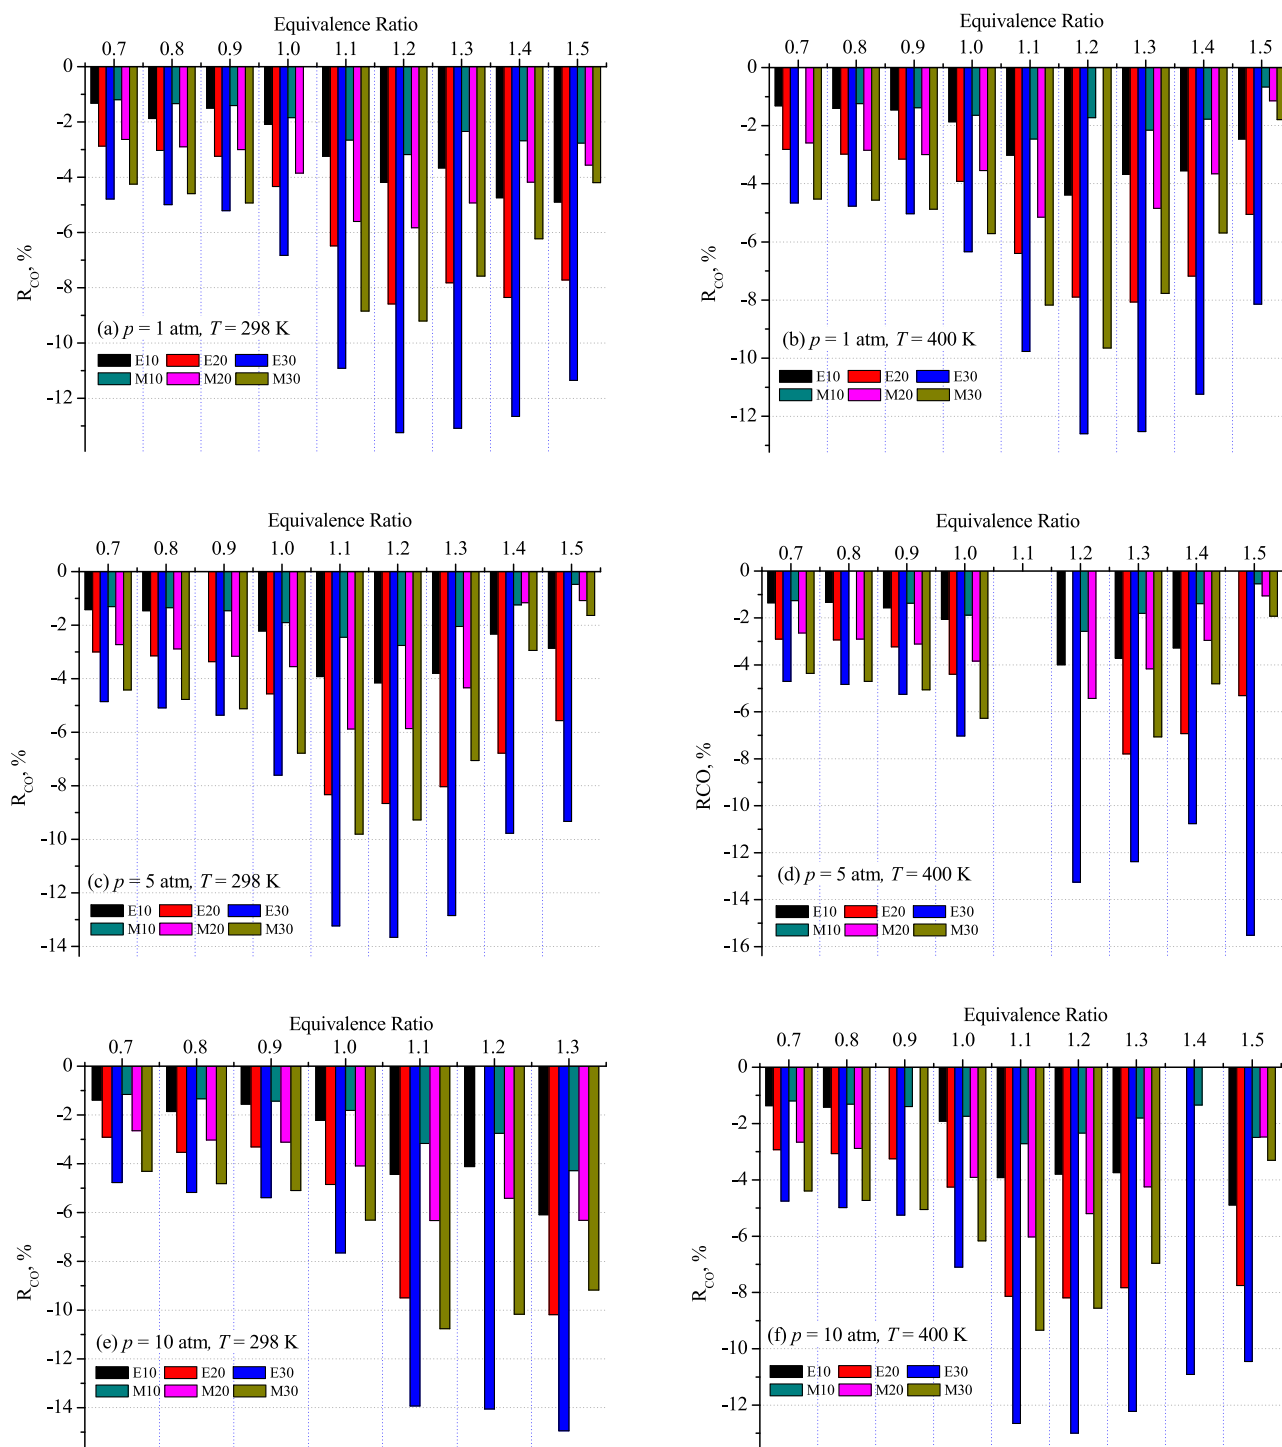 Equivalence Ratio
0.7 0.8 0.9 1.0 1.1 1.2 1.3 1.4 1.5
0
-2
-4
-6
-8
-10
-12
R_CO, %
(a) p = 1 atm, T = 298 K
E10 E20 E30
M10 M20 M30
Equivalence Ratio
0.7 0.8 0.9 1.0 1.1 1.2 1.3 1.4 1.5
0
-2
-4
-6
-8
-10
-12
R_CO, %
(b) p = 1 atm, T = 400 K
E10 E20 E30
M10 M20 M30
Equivalence Ratio
0.7 0.8 0.9 1.0 1.1 1.2 1.3 1.4 1.5
0
-2
-4
-6
-8
-10
-12
-14
R_CO, %
(c) p = 5 atm, T = 298 K
E10 E20 E30
M10 M20 M30
Equivalence Ratio
0.7 0.8 0.9 1.0 1.1 1.2 1.3 1.4 1.5
0
-2
-4
-6
-8
-10
-12
-14
-16
RCO, %
(d) p = 5 atm, T = 400 K
E10 E20 E30
M10 M20 M30
Equivalence Ratio
0.7 0.8 0.9 1.0 1.1 1.2 1.3
0
-2
-4
-6
-8
-10
-12
-14
R_CO, %
(e) p = 10 atm, T = 298 K
E10 E20 E30
M10 M20 M30
Equivalence Ratio
0.7 0.8 0.9 1.0 1.1 1.2 1.3 1.4 1.5
0
-2
-4
-6
-8
-10
-12
R_CO, %
(f) p = 10 atm, T = 400 K
E10 E20 E30
M10 M20 M30